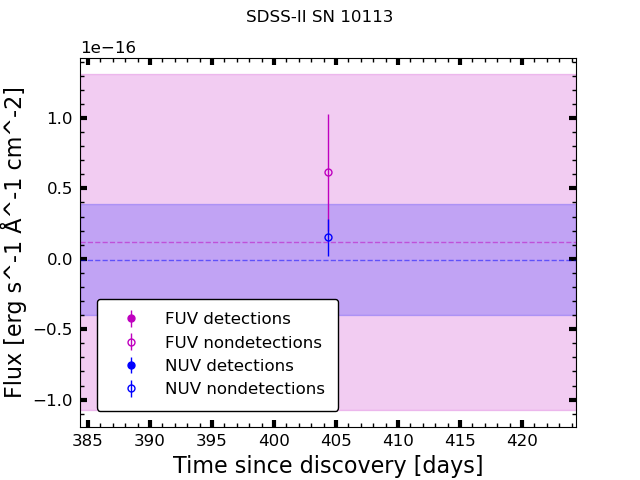 SDSS-II SN 10113
1e−16
Flux [erg s^-1 Å^-1 cm^-2]
1.0
0.5
0.0
−0.5
−1.0
FUV detections
FUV nondetections
NUV detections
NUV nondetections
385 390 395 400 405 410 415 420
Time since discovery [days]